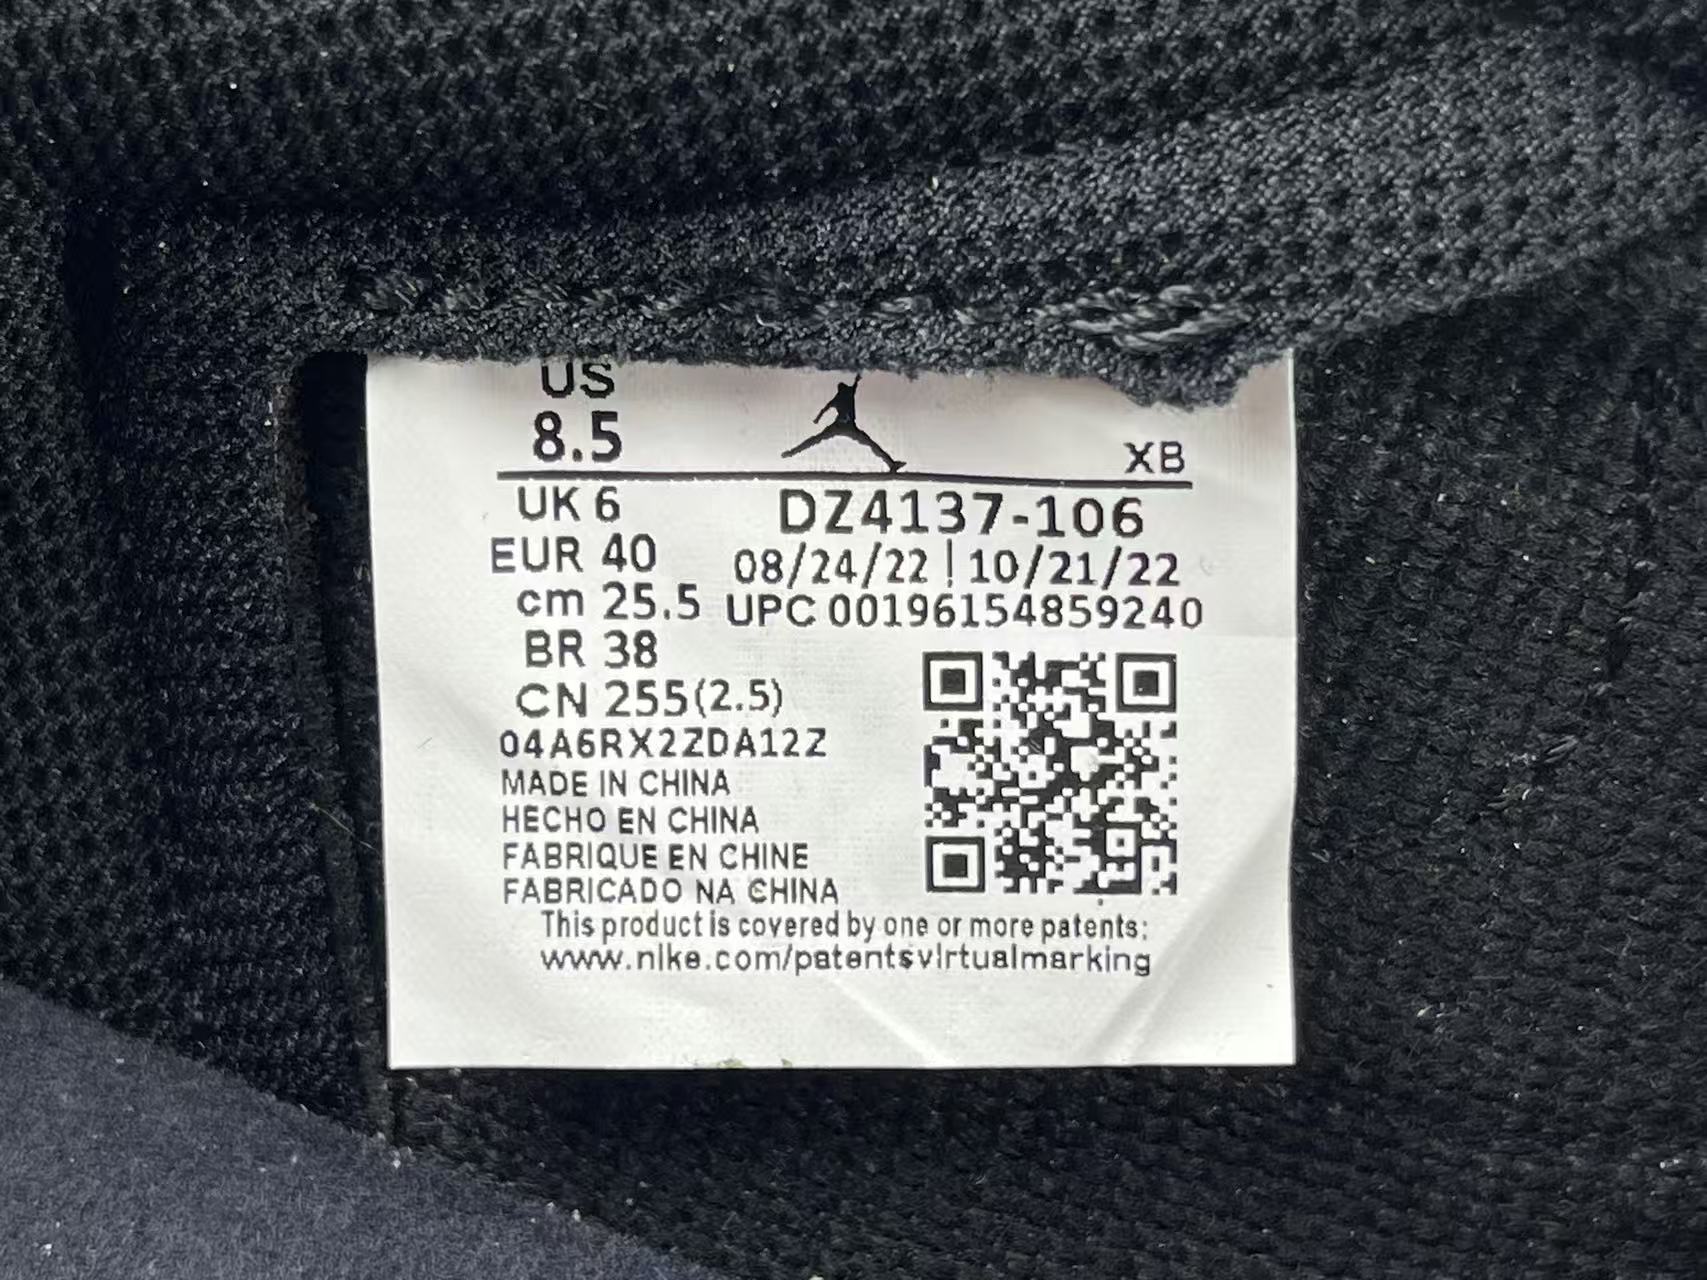 US
8.5
XB
UK 6
DZ4137-106
EUR 40
08/24/22 | 10/21/22
cm 25.5
UPC 00196154859240
BR 38
CN 255(2.5)
04A6RX2ZDA12Z
MADE IN CHINA
HECHO EN CHINA
FABRIQUE EN CHINE
FABRICADO NA CHINA
This product is covered by one or more patents:
www.nike.com/patentsvirtualmarking